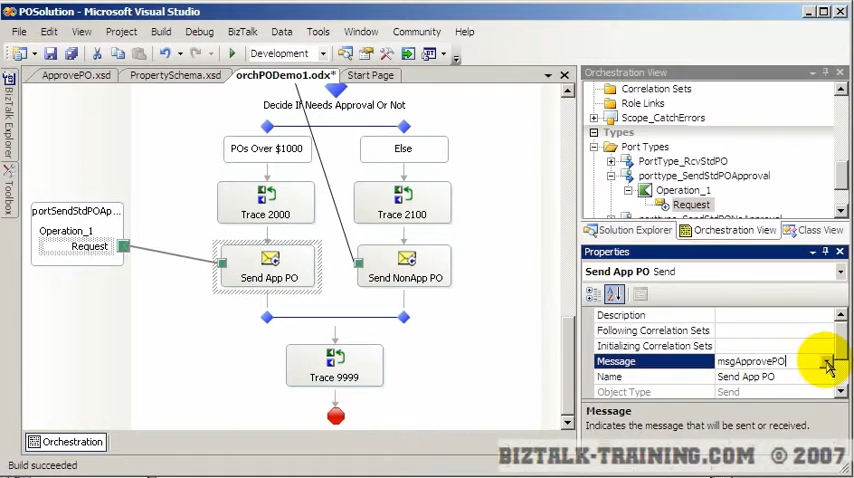 POSolution - Microsoft Visual Studio
File Edit View Project Build Debug BizTalk Data Tools Window Community Help
Development
ApprovePO.xsd PropertySchema.xsd orchPODemo1.odx* Start Page
BizTalk Explorer
Toolbox
Decide If Needs Approval Or Not
POs Over $1000 Else
Trace 2000 Trace 2100
portSendStdPOAp...
Operation_1
Request
Send App PO Send NonApp PO
Trace 9999
Orchestration
Build succeeded
Orchestration View
Correlation Sets
Role Links
Scope_CatchErrors
Types
Port Types
PortType_RcvStdPO
porttype_SendStdPOApproval
Operation_1
Request
Solution Explorer Orchestration View Class View
Properties
Send App PO Send
Description
Following Correlation Sets
Initializing Correlation Sets
Message msgApprovePO
Name Send App PO
Object Type Send
Message
Indicates the message that will be sent or received.
BIZTALK-TRAINING.COM © 2007